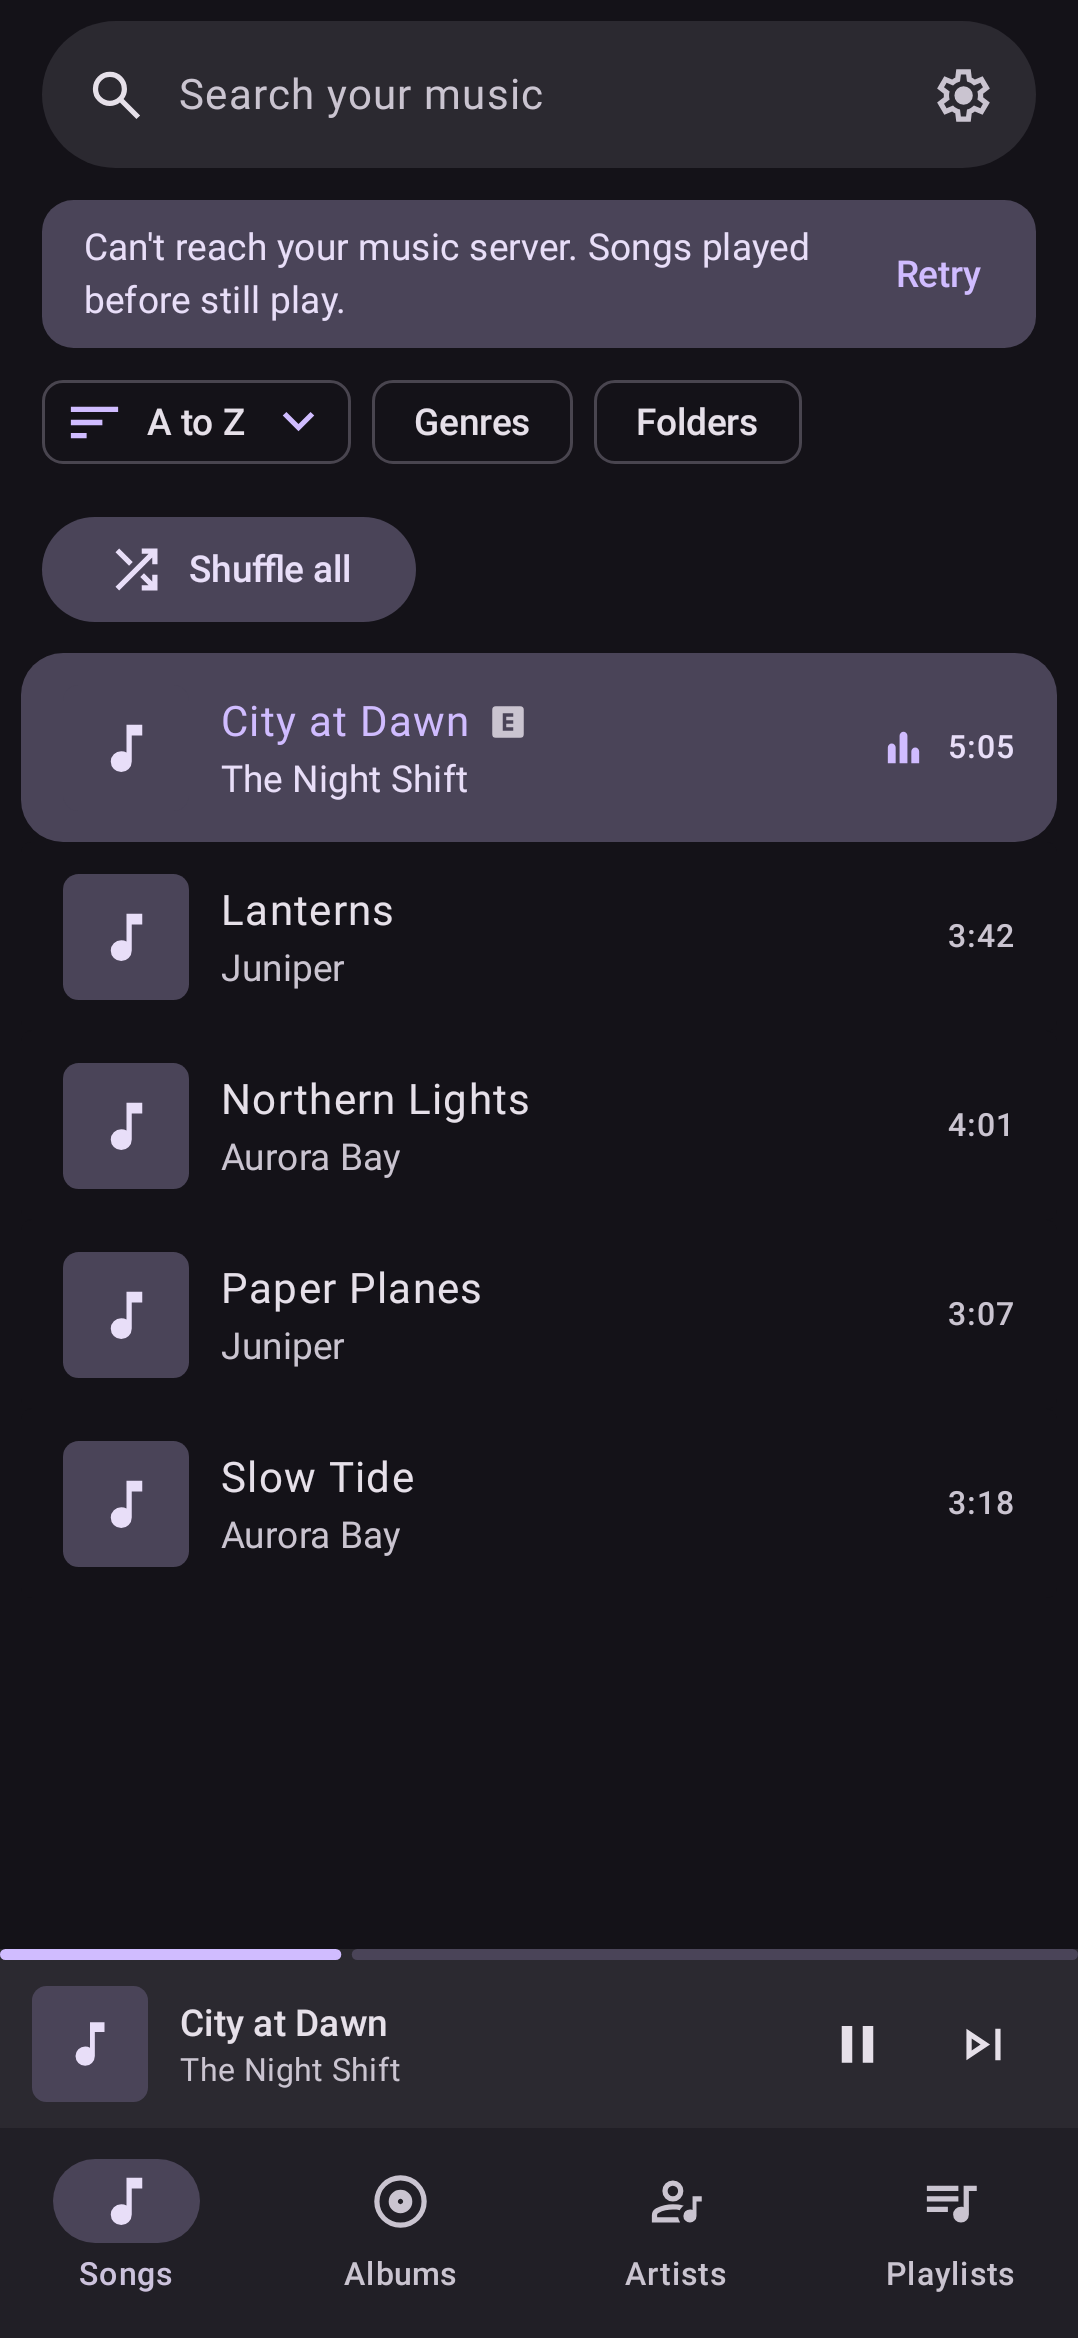 Search your music
Can't reach your music server. Songs played
before still play.
Retry
A to Z
Genres
Folders
Shuffle all
City at Dawn E
The Night Shift
5:05
Lanterns
Juniper
3:42
Northern Lights
Aurora Bay
4:01
Paper Planes
Juniper
3:07
Slow Tide
Aurora Bay
3:18
City at Dawn
The Night Shift
Songs
Albums
Artists
Playlists